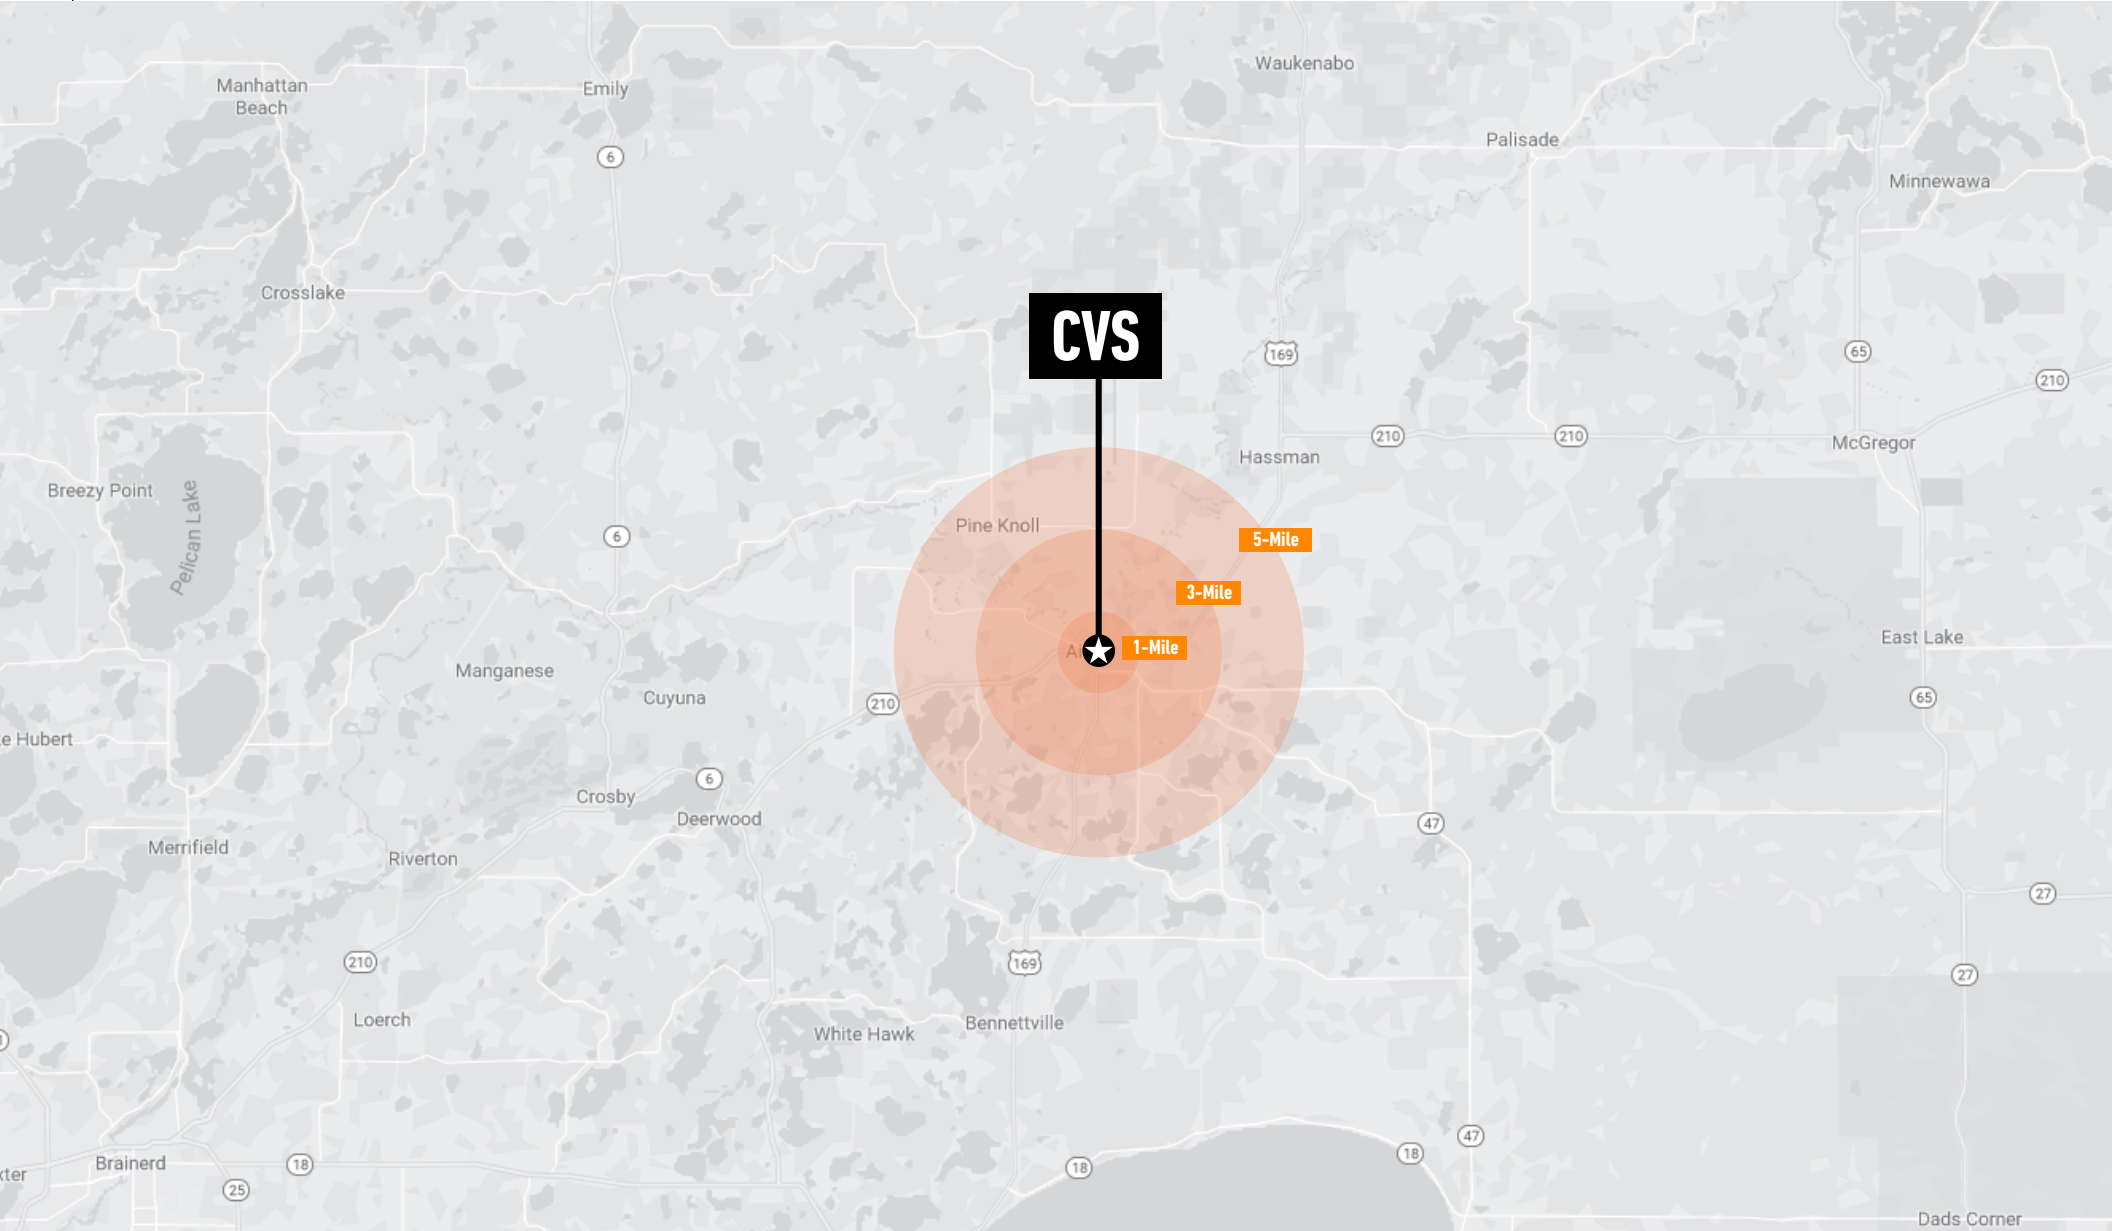 Waukenabo
Manhattan
Beach
Emily
Palisade
6
Minnewawa
Crosslake
CVS
169
65
210
210
210
McGregor
Hassman
Breezy Point
Pelican Lake
Pine Knoll
6
5-Mile
3-Mile
East Lake
1-Mile
Manganese
Cuyuna
210
65
e Hubert
6
Crosby
Deerwood
47
Merrifield
Riverton
27
210
169
27
Loerch
Bennettville
White Hawk
47
18
Brainerd
18
18
xter
25
Dads Corner